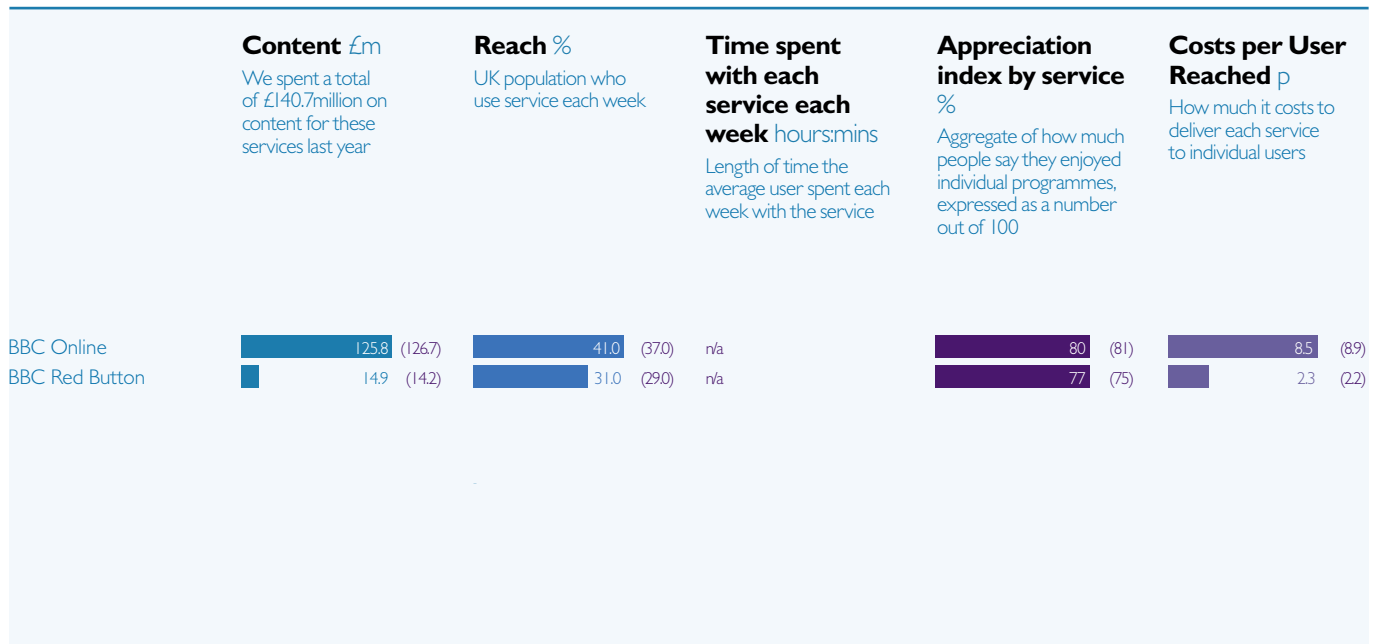 Content £m
We spent a total
of £140.7million on
content for these
services last year
Reach %
UK population who
use service each week
Time spent
with each
service each
week hours:mins
Length of time the
average user spent each
week with the service
Appreciation
index by service
%
Aggregate of how much
people say they enjoyed
individual programmes,
expressed as a number
out of 100
Costs per User
Reached p
How much it costs to
deliver each service
to individual users
BBC Online 125.8 (126.7) 41.0 (37.0) n/a 80 (81) 8.5 (8.9)
BBC Red Button 14.9 (14.2) 31.0 (29.0) n/a 77 (75) 2.3 (2.2)